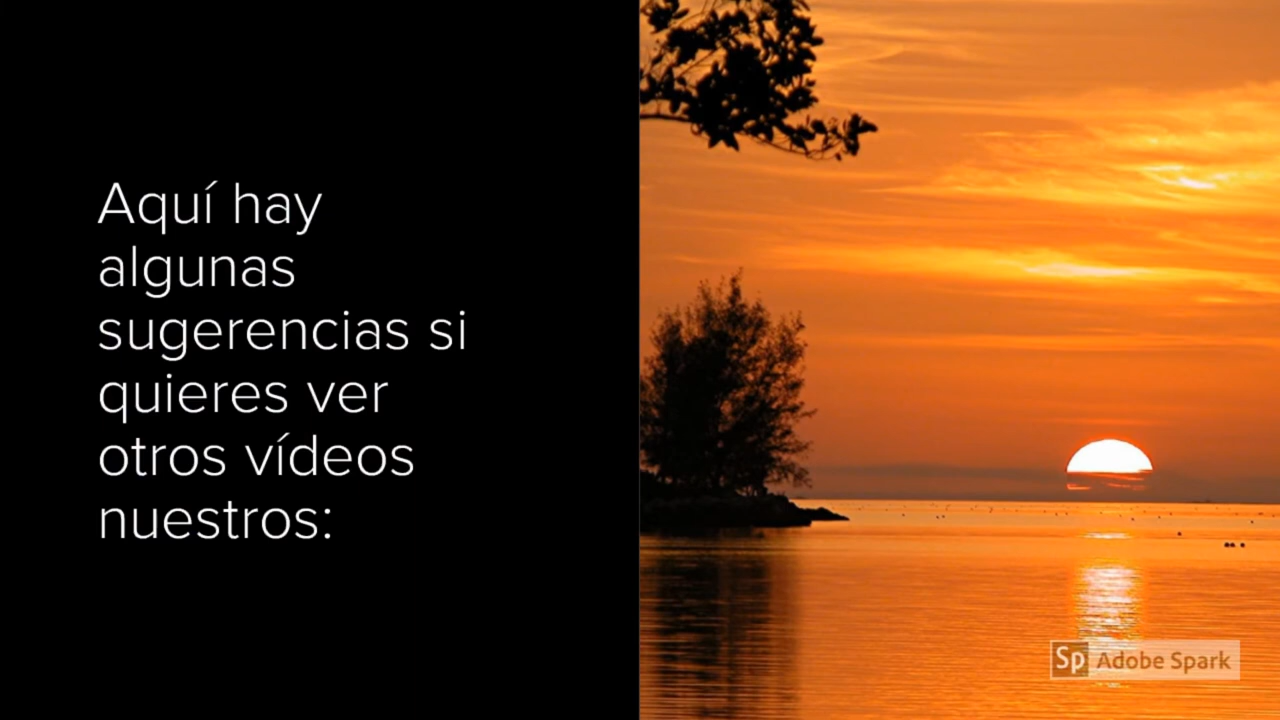 Aquí hay
algunas
sugerencias si
quieres ver
otros vídeos
nuestros:
Sp Adobe Spark